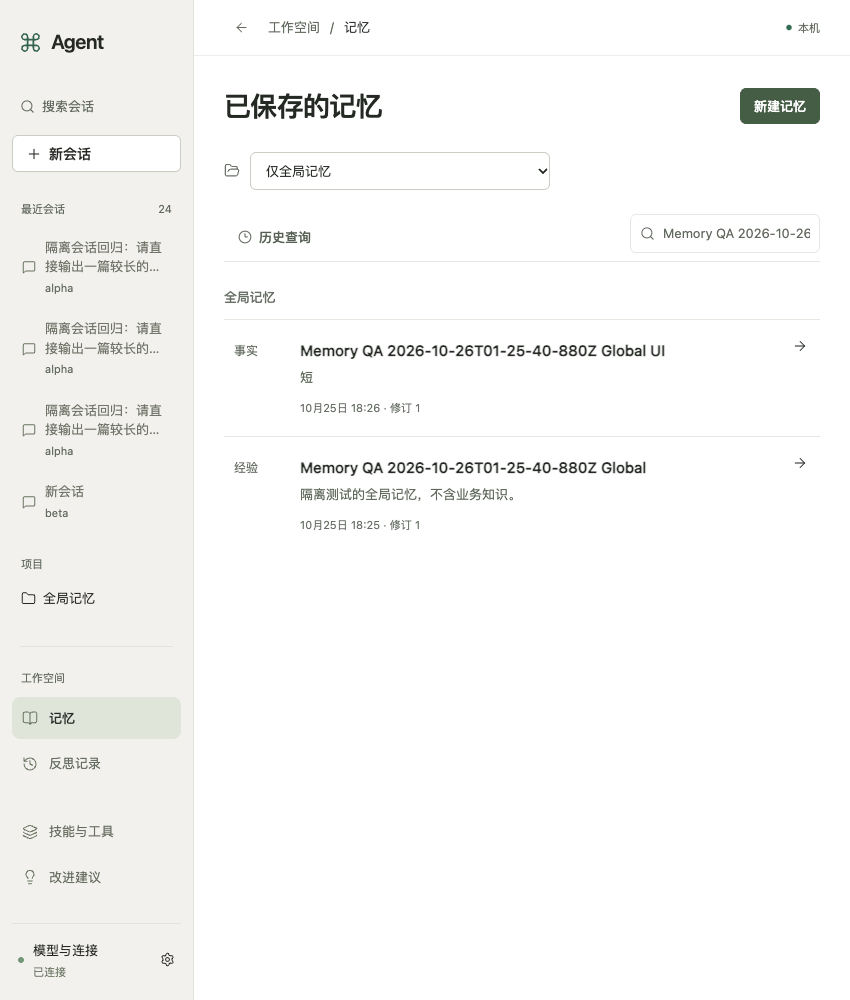 Agent
搜索会话
新会话
最近会话 24
隔离会话回归：请直
接输出一篇较长的...
alpha
隔离会话回归：请直
接输出一篇较长的...
alpha
隔离会话回归：请直
接输出一篇较长的...
alpha
新会话
beta
项目
全局记忆
工作空间
记忆
反思记录
技能与工具
改进建议
模型与连接
已连接
工作空间 / 记忆
本机
已保存的记忆
新建记忆
仅全局记忆
历史查询
Memory QA 2026-10-26
全局记忆
事实
Memory QA 2026-10-26T01-25-40-880Z Global UI
短
10月25日 18:26 · 修订 1
经验
Memory QA 2026-10-26T01-25-40-880Z Global
隔离测试的全局记忆，不含业务知识。
10月25日 18:25 · 修订 1